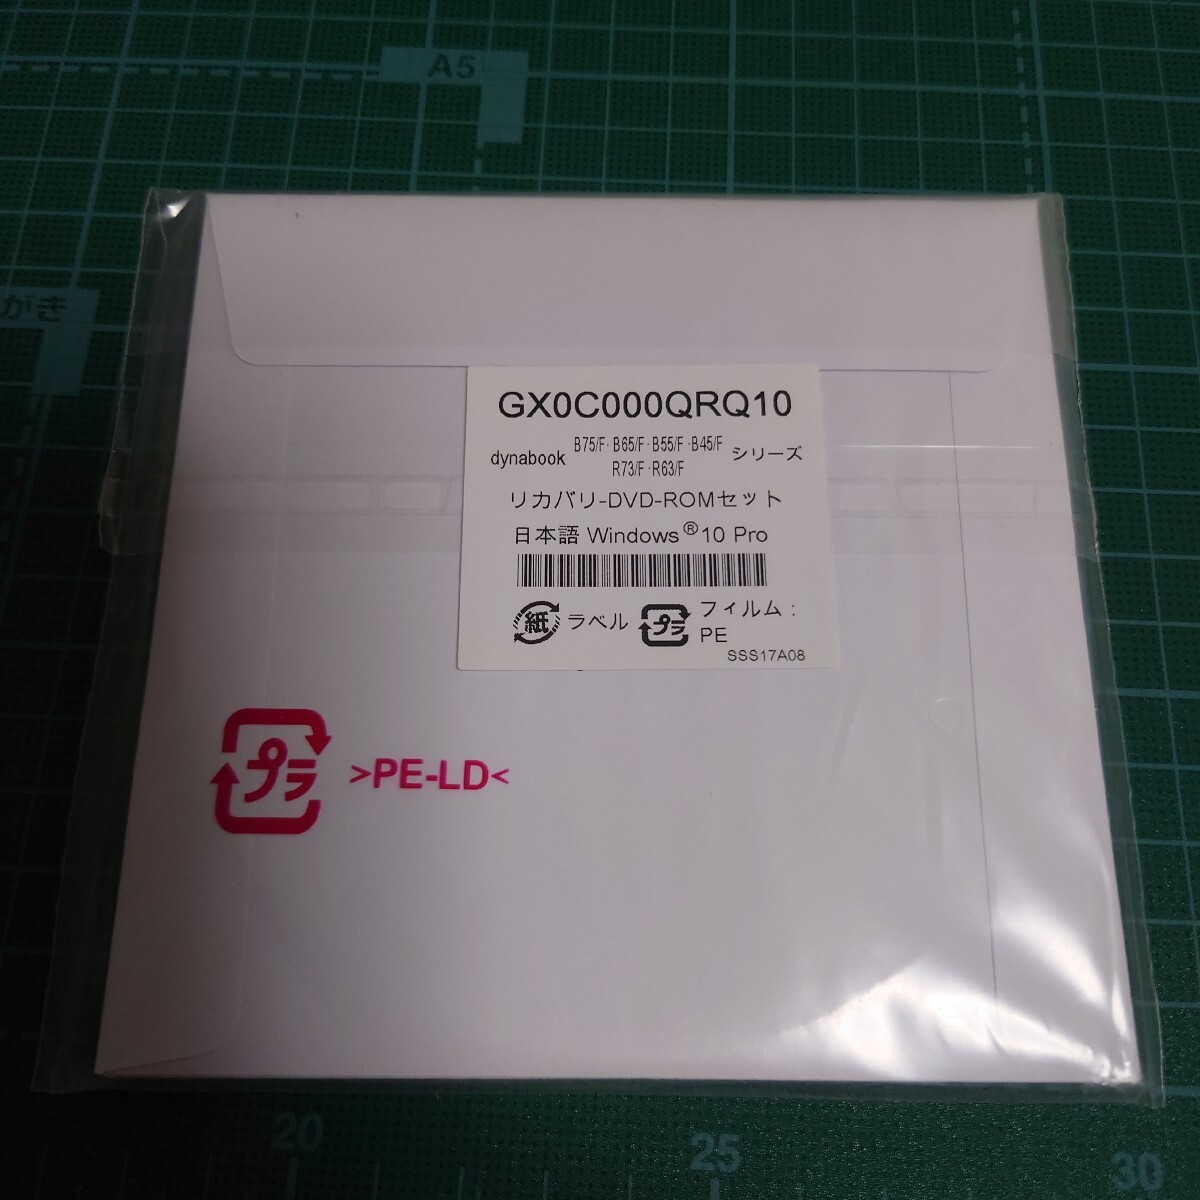 A5
がき
GX0C000QRQ10
dynabook B75/F・B65/F・B55/F・B45/F シリーズ
R73/F・R63/F
リカバリ-DVD-ROMセット
日本語 Windows®10 Pro
紙 ラベル プラ フィルム：
PE
SSS17A08
プラ >PE-LD<
20
25
30